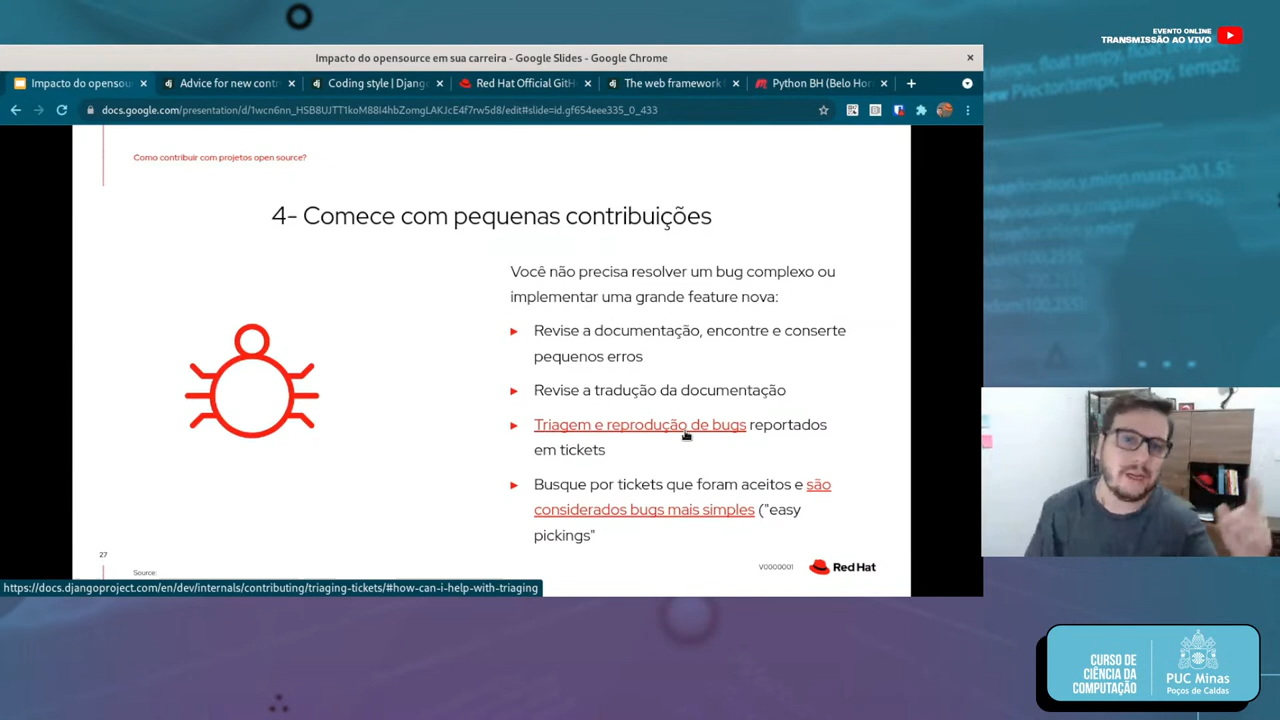 EVENTO ONLINE
TRANSMISSÃO AO VIVO
Impacto do opensource em sua carreira - Google Slides - Google Chrome
Impacto do opensou
Advice for new contr
Coding style | Djang
Red Hat Official GitH
The web framework
Python BH (Belo Hor
docs.google.com/presentation/d/1wcn6nn_HSB8UJTT1koM88I4hbZomgLAKJcE4f7rw5d8/edit#slide=id.gf654eee335_0_433
Como contribuir com projetos open source?
4- Comece com pequenas contribuições
Você não precisa resolver um bug complexo ou
implementar uma grande feature nova:
Revise a documentação, encontre e conserte
pequenos erros
Revise a tradução da documentação
Triagem e reprodução de bugs reportados
em tickets
Busque por tickets que foram aceitos e são
considerados bugs mais simples ("easy
pickings"
27
Source:
V0000001
Red Hat
https://docs.djangoproject.com/en/dev/internals/contributing/triaging-tickets/#how-can-i-help-with-triaging
CURSO DE
CIÊNCIA DA
COMPUTAÇÃO
PUC Minas
Poços de Caldas